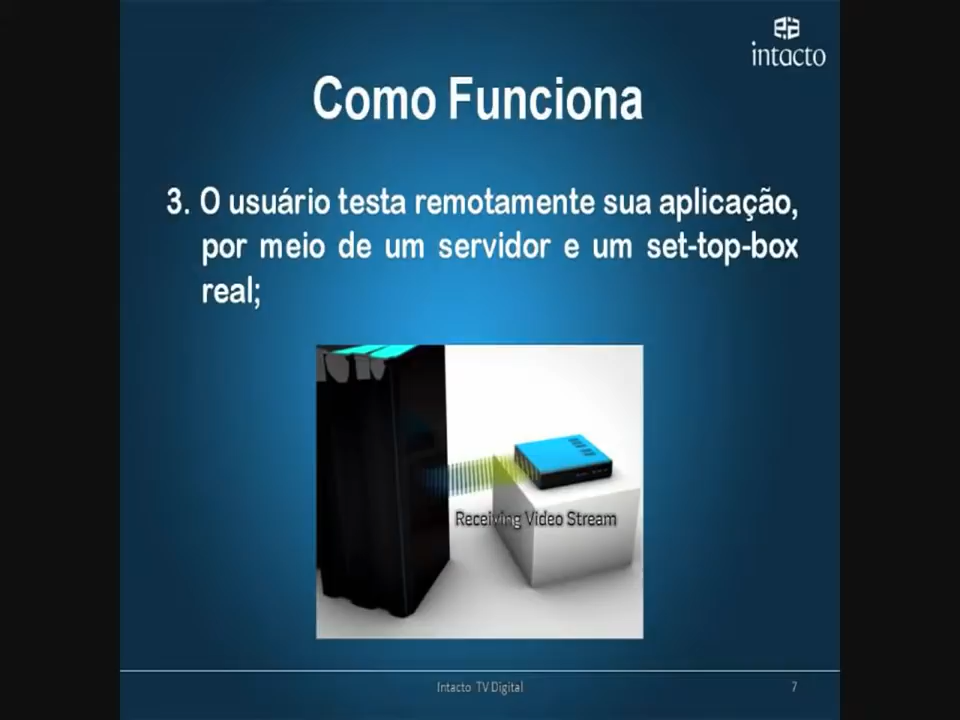 intacto
Como Funciona
3. O usuário testa remotamente sua aplicação,
por meio de um servidor e um set-top-box
real;
Receiving Video Stream
Intacto TV Digital
7